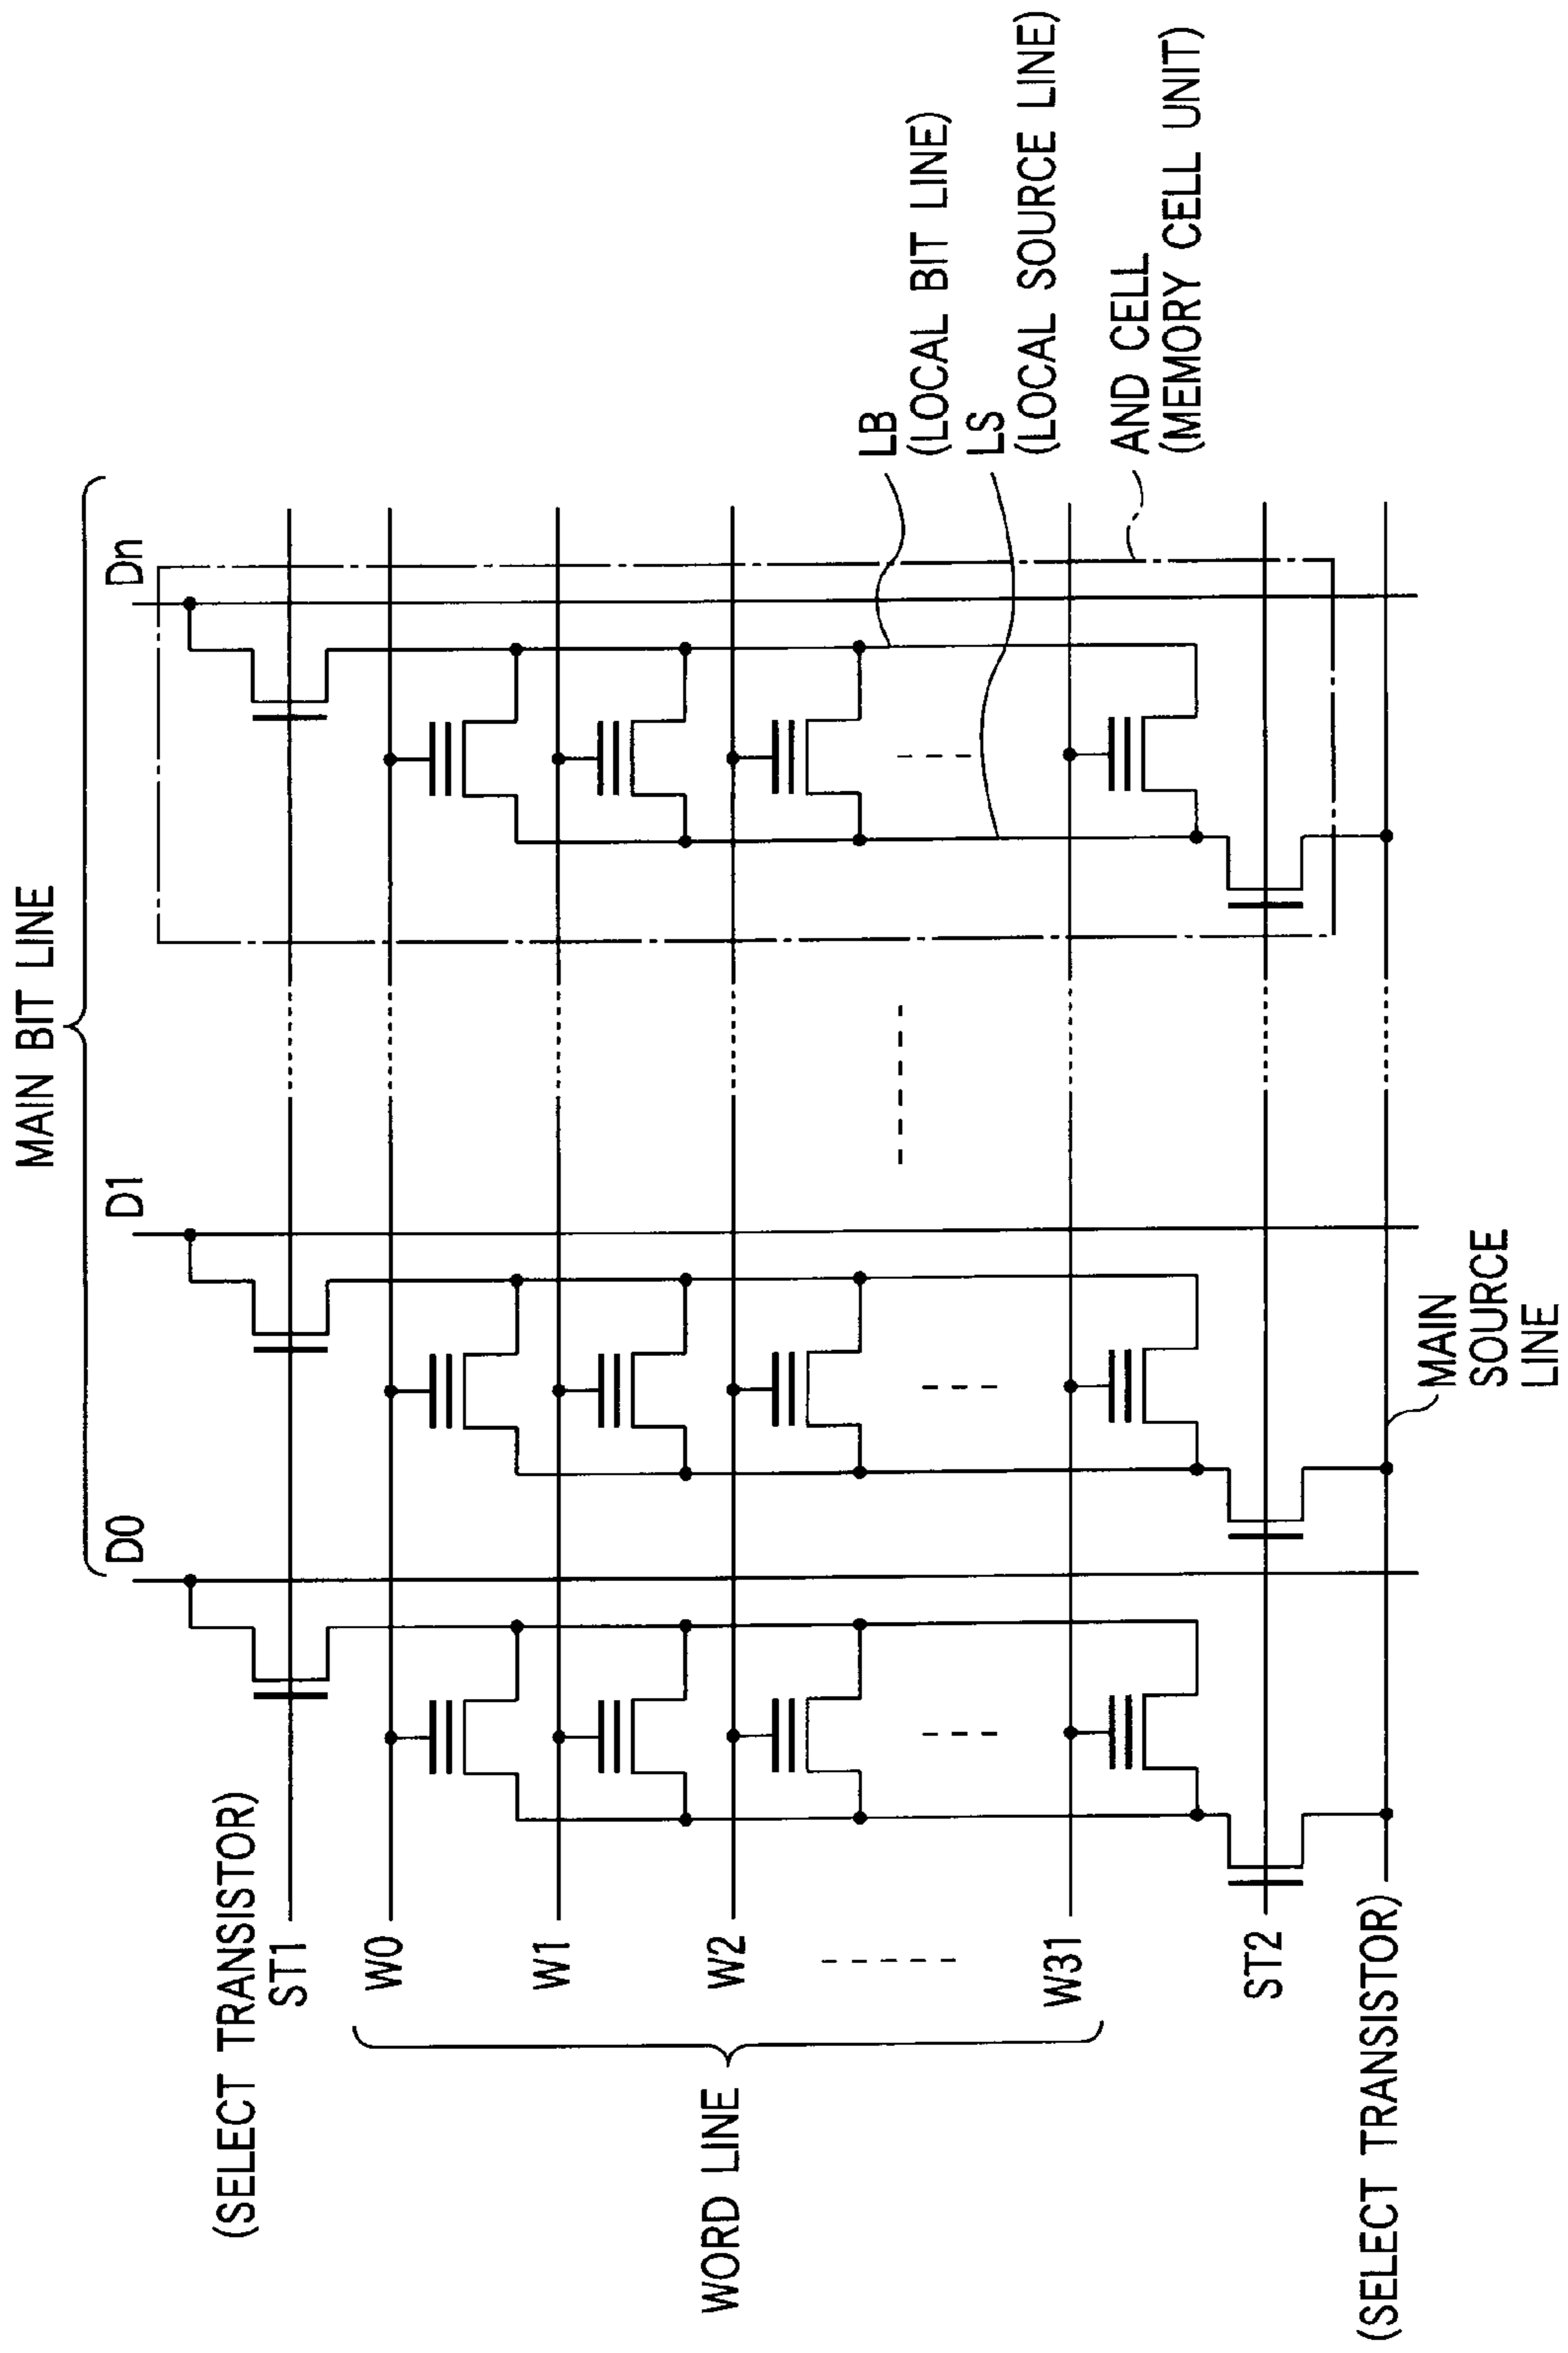 MAIN BIT LINE
D0
D1
Dn
(SELECT TRANSISTOR)
ST1
W0
W1
W2
W31
WORD LINE
ST2
(SELECT TRANSISTOR)
LB
(LOCAL BIT LINE)
LS
(LOCAL SOURCE LINE)
AND CELL
(MEMORY CELL UNIT)
MAIN
SOURCE
LINE